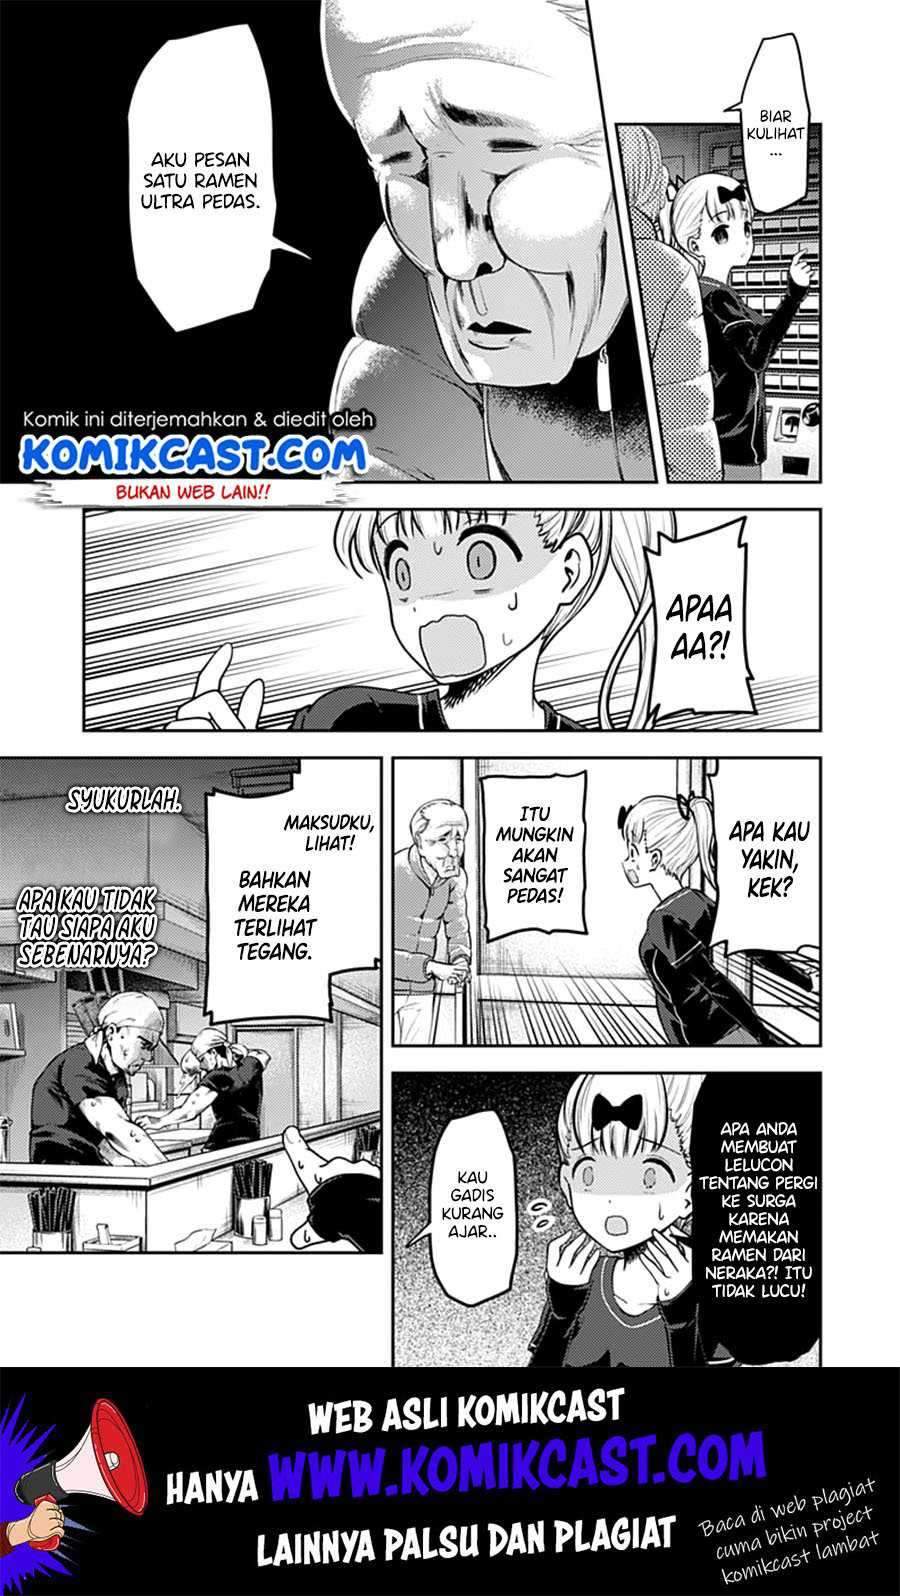 BIAR
KULIHAT
...
AKU PESAN
SATU RAMEN
ULTRA PEDAS.
Komik ini diterjemahkan & diedit oleh
KOMIKCAST.COM
BUKAN WEB LAIN!!
APAA
AA?!
APA KAU
YAKIN,
KEK?
ITU
MUNGKIN
AKAN
SANGAT
PEDAS!
MAKSUDKU,
LIHAT!
BAHKAN
MEREKA
TERLIHAT
TEGANG.
SYUKURLAH.
APA KAU TIDAK
TAU SIAPA AKU
SEBENARNYA?
APA ANDA
MEMBUAT
LELUCON
TENTANG PERGI
KE SURGA
KARENA
MEMAKAN
RAMEN DARI
NERAKA?! ITU
TIDAK LUCU!
KAU
GADIS
KURANG
AJAR..
WEB ASLI KOMIKCAST
HANYA WWW.KOMIKCAST.COM
LAINNYA PALSU DAN PLAGIAT
Baca di web plagiat
cuma bikin project
komikcast lambat